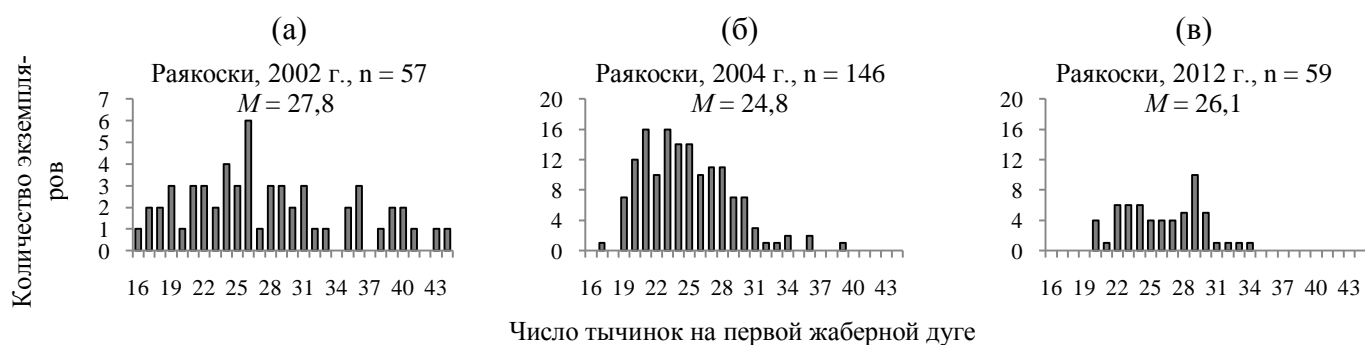 (а)
Раякоски, 2002 г., n = 57
M = 27,8
(б)
Раякоски, 2004 г., n = 146
M = 24,8
(в)
Раякоски, 2012 г., n = 59
M = 26,1
Количество экземпля-
ров
7
6
5
4
3
2
1
0
16 19 22 25 28 31 34 37 40 43
20
16
12
8
4
0
16 19 22 25 28 31 34 37 40 43
20
16
12
8
4
0
16 19 22 25 28 31 34 37 40 43
Число тычинок на первой жаберной дуге